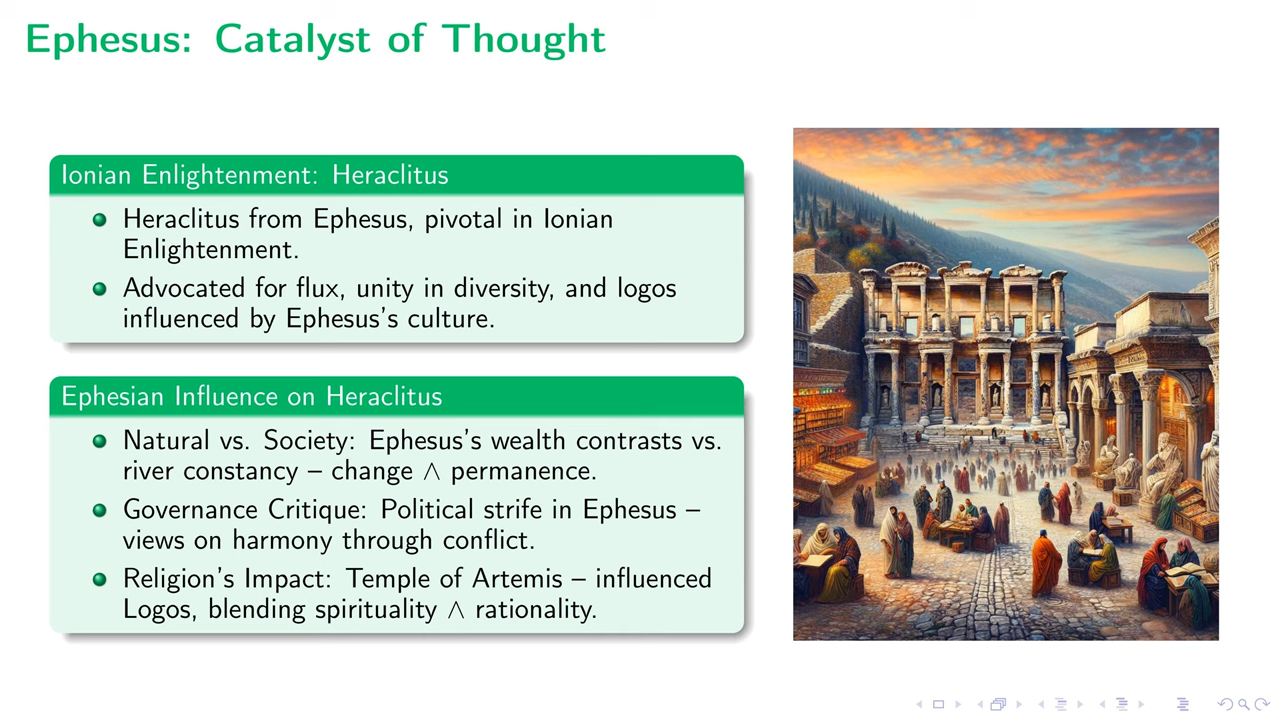 Ephesus: Catalyst of Thought
Ionian Enlightenment: Heraclitus
Heraclitus from Ephesus, pivotal in Ionian
Enlightenment.
Advocated for flux, unity in diversity, and logos
influenced by Ephesus's culture.
Ephesian Influence on Heraclitus
Natural vs. Society: Ephesus's wealth contrasts vs.
river constancy – change ∧ permanence.
Governance Critique: Political strife in Ephesus –
views on harmony through conflict.
Religion's Impact: Temple of Artemis – influenced
Logos, blending spirituality ∧ rationality.